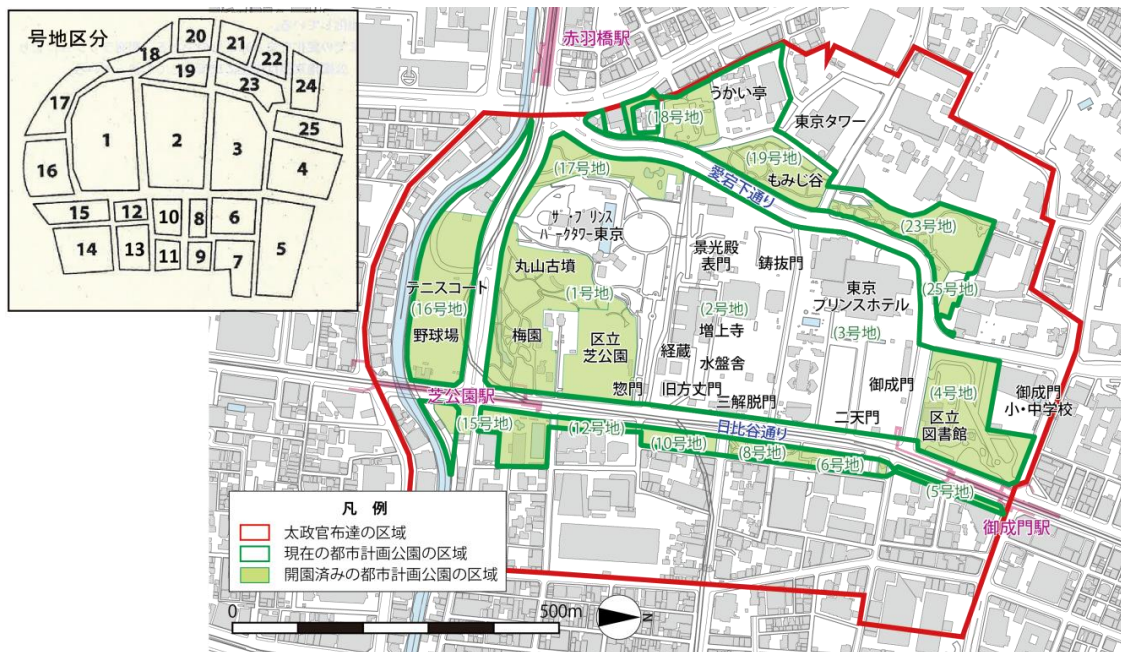 号地区分
18
20
21
22
19
23
24
17
25
1
2
3
4
16
15
12
10
8
6
5
14
13
11
9
7
赤羽橋駅
うかい亭
(18号地)
東京タワー
(19号地)
もみじ谷
(17号地)
愛宕下通り
ザ・プリンス
パークタワー東京
(23号地)
景光殿
表門
鋳抜門
丸山古墳
テニスコート
(1号地)
東京
プリンスホテル
(25号地)
(16号地)
(2号地)
野球場
梅園
区立
芝公園
増上寺
(3号地)
経蔵
水盤舎
惣門
旧方丈門
三解脱門
御成門
(4号地)
御成門
小・中学校
芝公園駅
二天門
区立
図書館
(15号地)
(12号地)
日比谷通り
(10号地)
(8号地)
(6号地)
(5号地)
御成門駅
凡 例
太政官布達の区域
現在の都市計画公園の区域
開園済みの都市計画公園の区域
0
500m
N